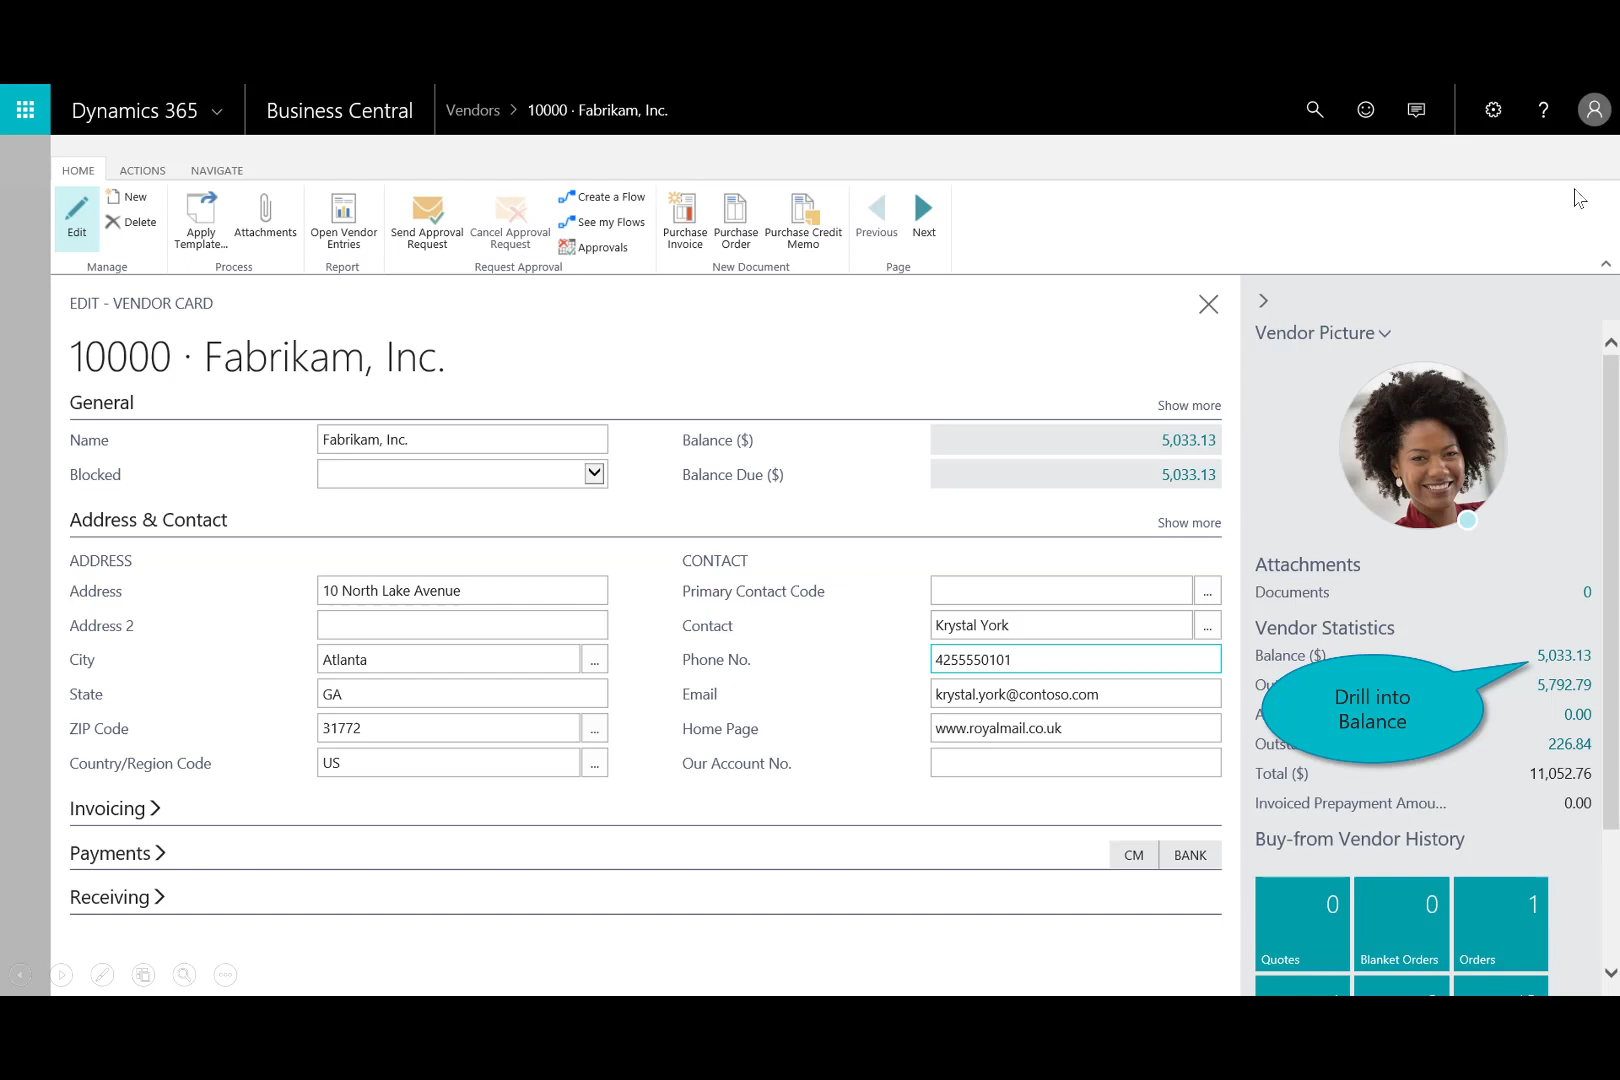 Dynamics 365
Business Central
Vendors > 10000 · Fabrikam, Inc.
?
HOME
ACTIONS
NAVIGATE
Edit
New
Delete
Manage
Apply
Template...
Attachments
Process
Open Vendor
Entries
Report
Send Approval
Request
Cancel Approval
Request
Create a Flow
See my Flows
Approvals
Request Approval
Purchase
Invoice
Purchase
Order
Purchase Credit
Memo
New Document
Previous
Next
Page
EDIT - VENDOR CARD
10000 · Fabrikam, Inc.
General
Show more
Name
Fabrikam, Inc.
Balance ($)
5,033.13
Blocked
Balance Due ($)
5,033.13
Address & Contact
Show more
ADDRESS
Address
10 North Lake Avenue
Address 2
City
Atlanta
...
State
GA
ZIP Code
31772
...
Country/Region Code
US
...
CONTACT
Primary Contact Code
...
Contact
Krystal York
...
Phone No.
4255550101
Email
krystal.york@contoso.com
Home Page
www.royalmail.co.uk
Our Account No.
Invoicing >
Payments >
CM
BANK
Receiving >
Vendor Picture
Attachments
Documents
0
Vendor Statistics
Balance ($)
5,033.13
5,792.79
0.00
226.84
Drill into
Balance
Total ($)
11,052.76
Invoiced Prepayment Amou...
0.00
Buy-from Vendor History
0
Quotes
0
Blanket Orders
1
Orders